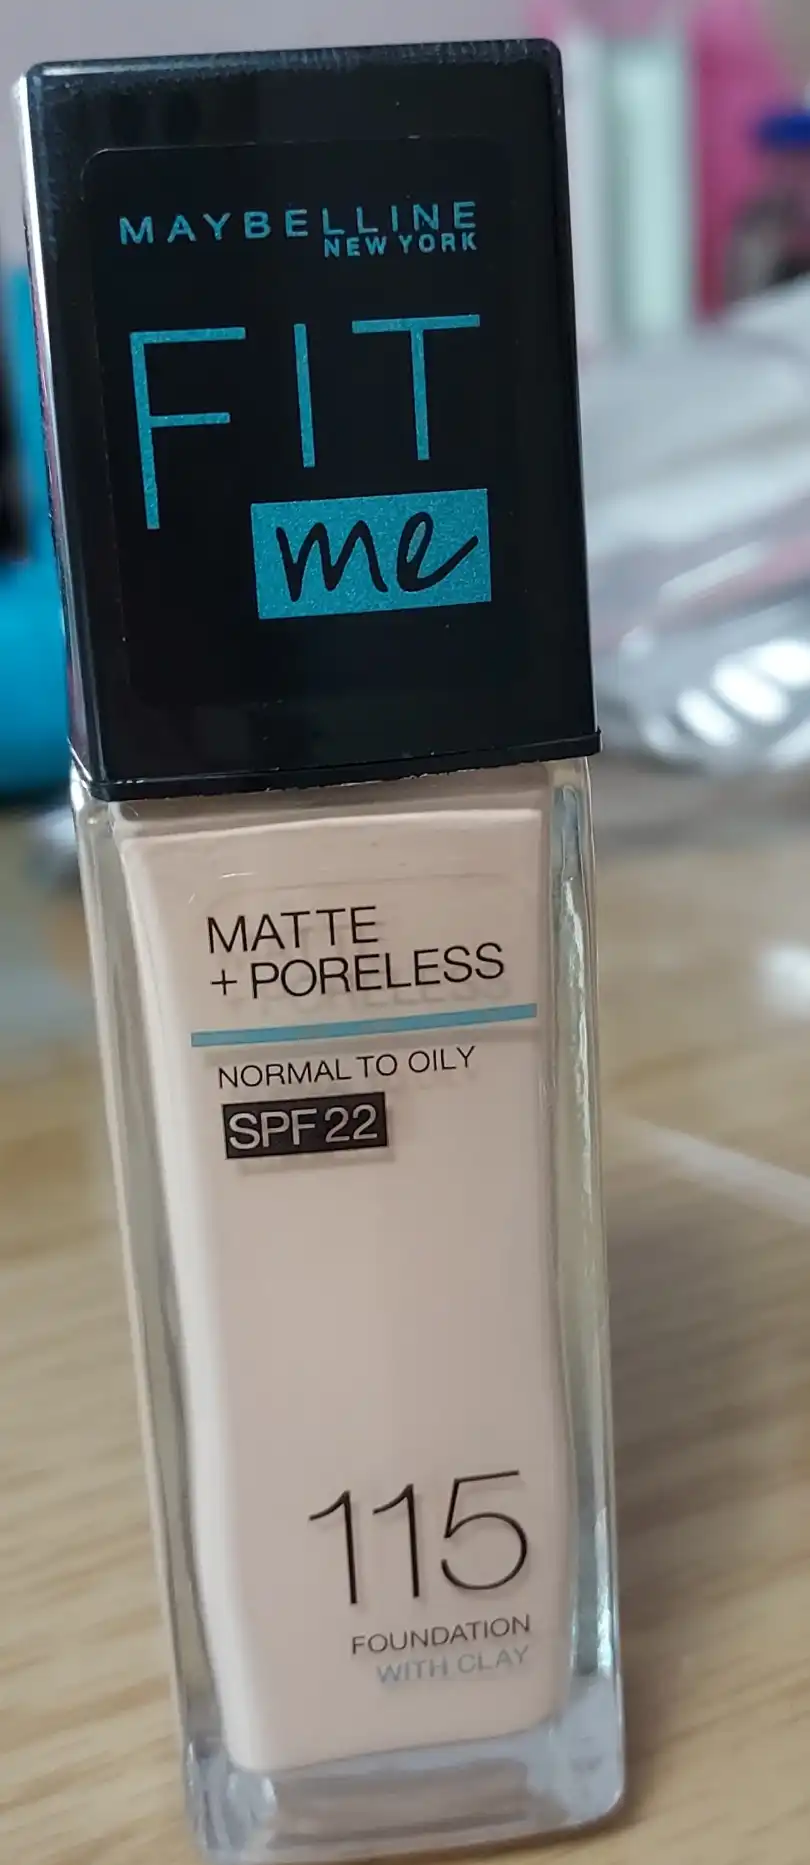 MAYBELLINE
NEW YORK
FIT
me
MATTE
+ PORELESS
NORMAL TO OILY
SPF 22
115
FOUNDATION
WITH CLAY